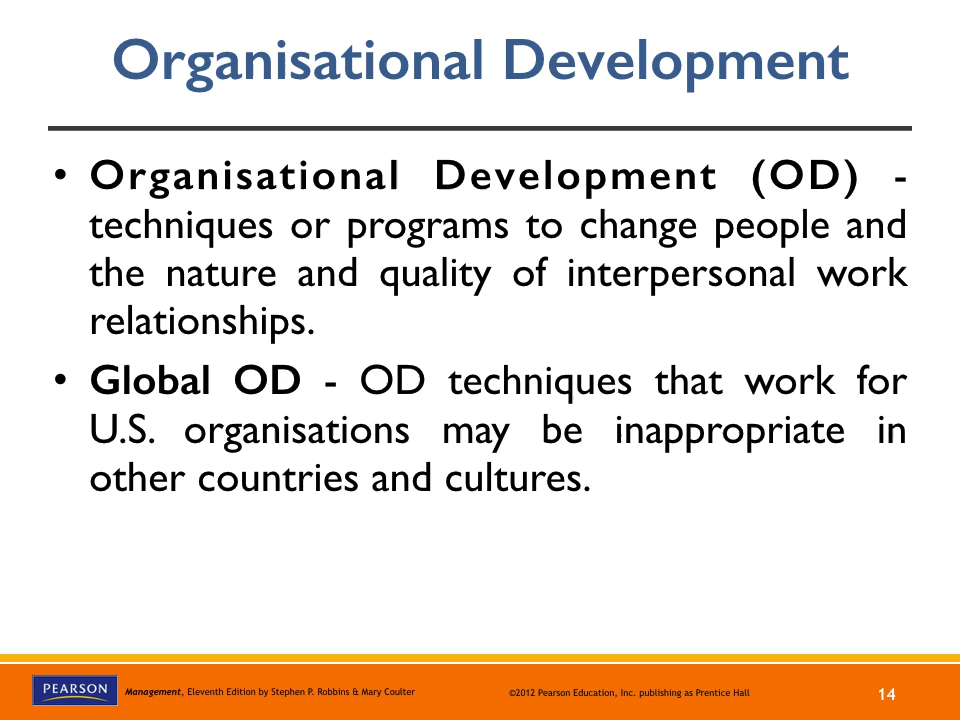 Organisational Development
• Organisational Development (OD) -
techniques or programs to change people and
the nature and quality of interpersonal work
relationships.
• Global OD - OD techniques that work for
U.S. organisations may be inappropriate in
other countries and cultures.
PEARSON
Management, Eleventh Edition by Stephen P. Robbins & Mary Coulter
©2012 Pearson Education, Inc. publishing as Prentice Hall
14